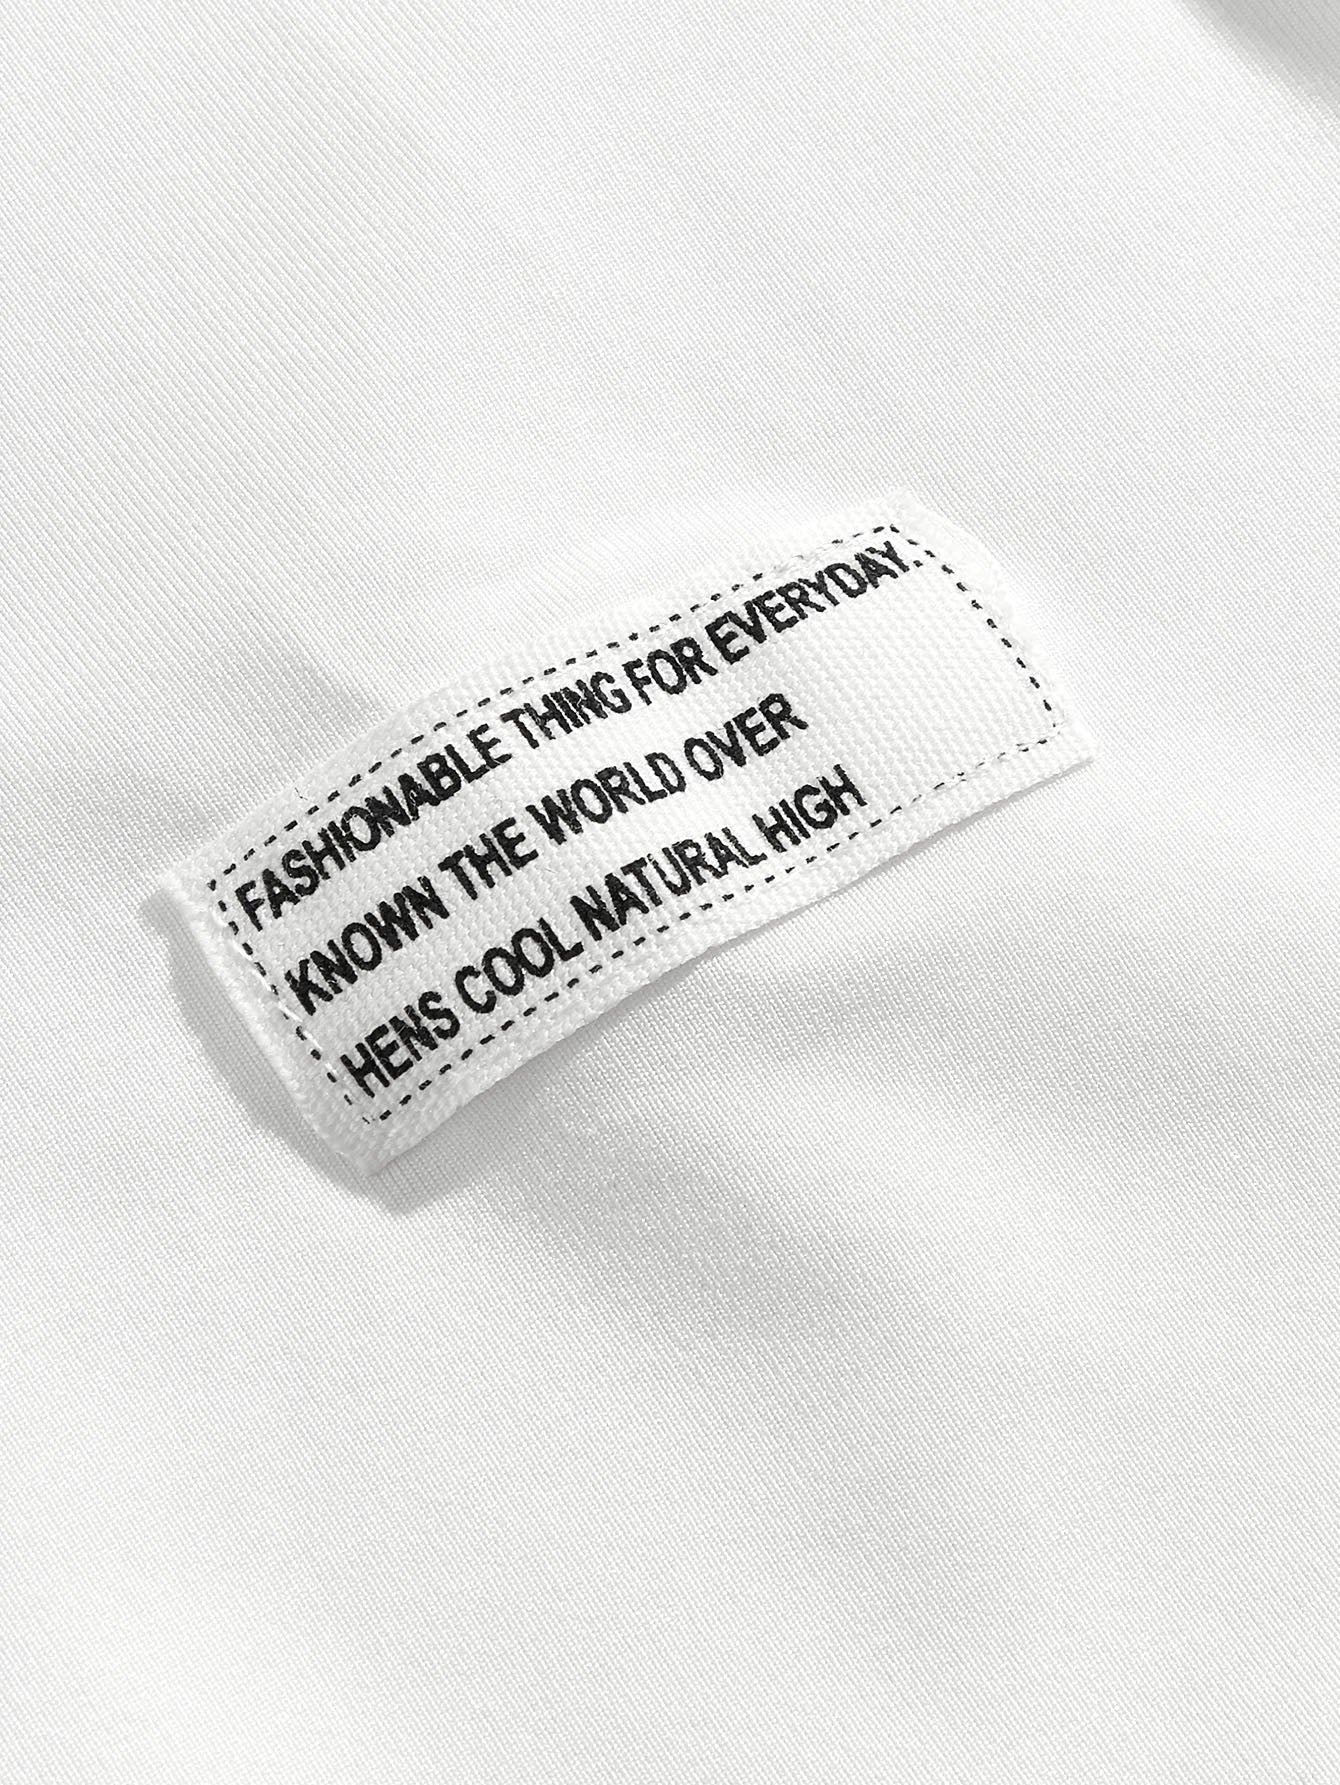 FASHIONABLE THING FOR EVERYDAY.
KNOWN THE WORLD OVER
HENS COOL NATURAL HIGH